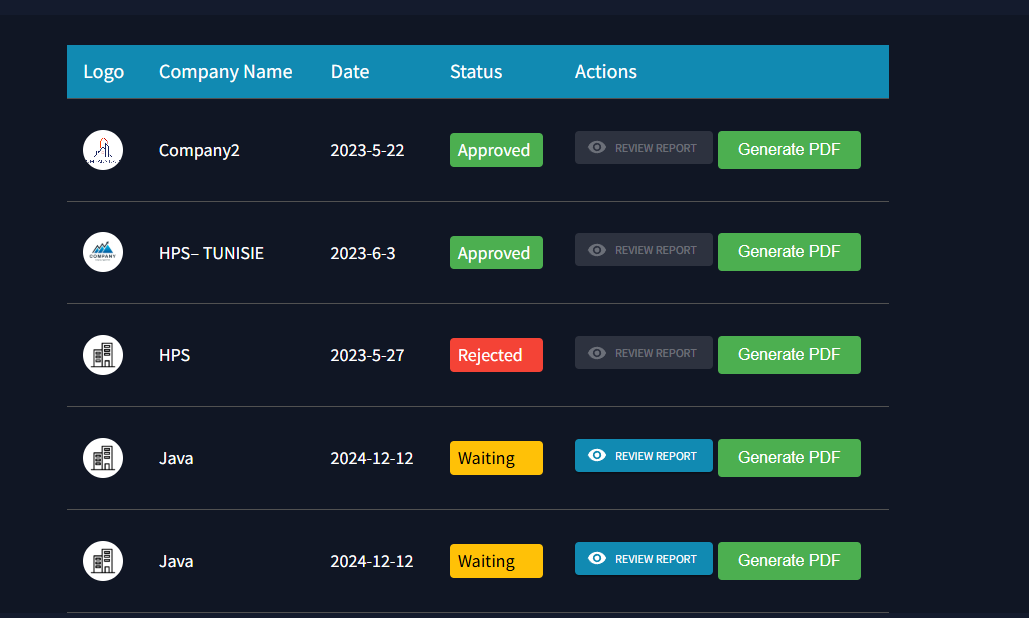 Logo Company Name Date Status Actions
Company2 2023-5-22 Approved REVIEW REPORT Generate PDF
COMPANY
HPS– TUNISIE 2023-6-3 Approved REVIEW REPORT Generate PDF
HPS 2023-5-27 Rejected REVIEW REPORT Generate PDF
Java 2024-12-12 Waiting REVIEW REPORT Generate PDF
Java 2024-12-12 Waiting REVIEW REPORT Generate PDF